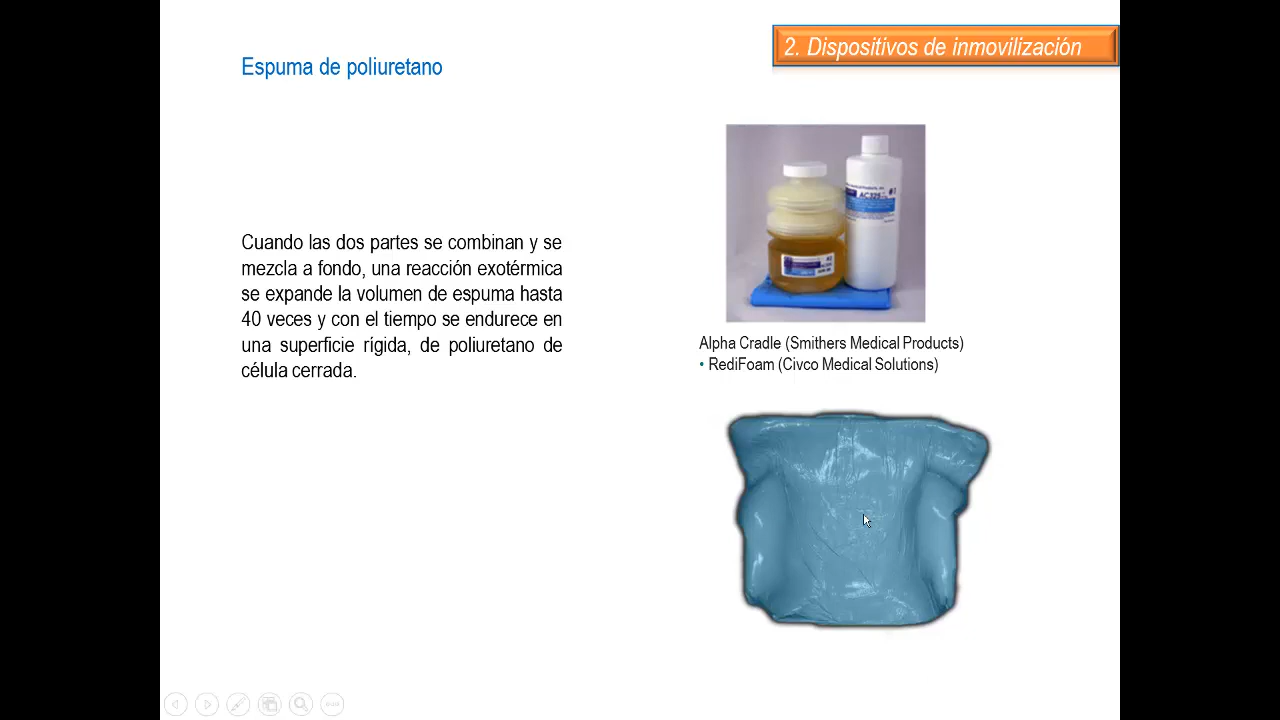 2. Dispositivos de inmovilización
Espuma de poliuretano
Cuando las dos partes se combinan y se
mezcla a fondo, una reacción exotérmica
se expande la volumen de espuma hasta
40 veces y con el tiempo se endurece en
una superficie rígida, de poliuretano de
célula cerrada.
Alpha Cradle (Smithers Medical Products)
• RediFoam (Civco Medical Solutions)